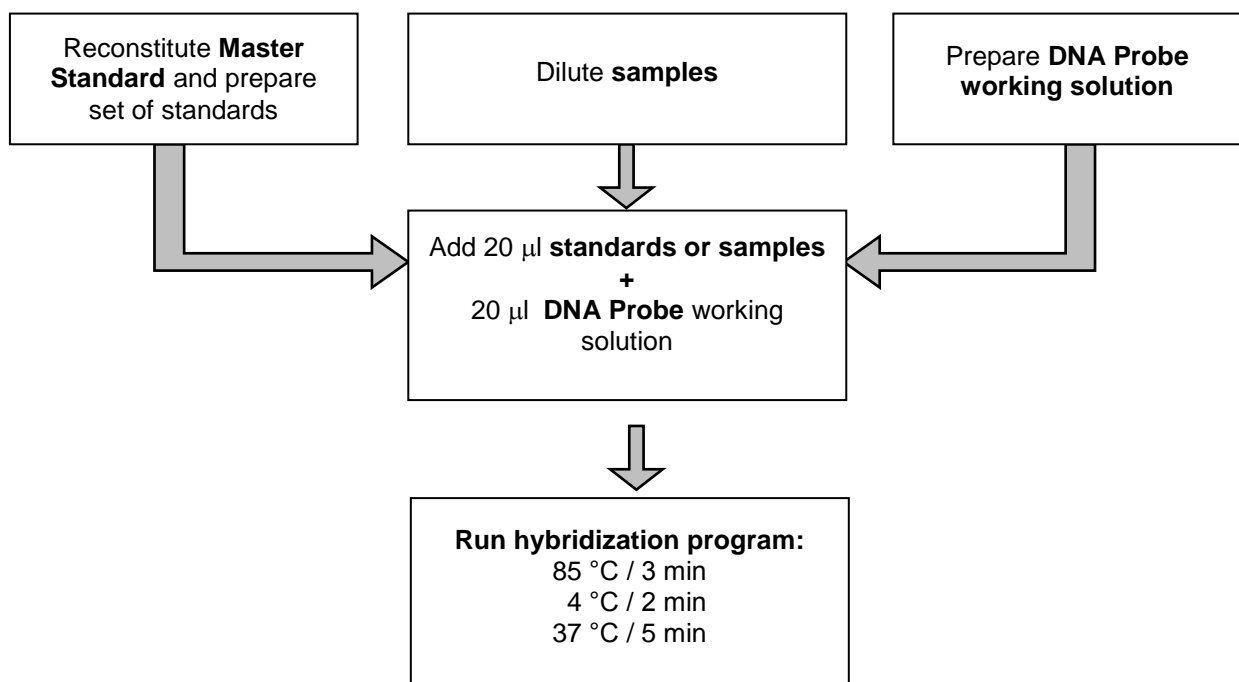 Reconstitute Master
Standard and prepare
set of standards
Dilute samples
Prepare DNA Probe
working solution
Add 20 μl standards or samples
+
20 μl DNA Probe working
solution
Run hybridization program:
85 °C / 3 min
4 °C / 2 min
37 °C / 5 min